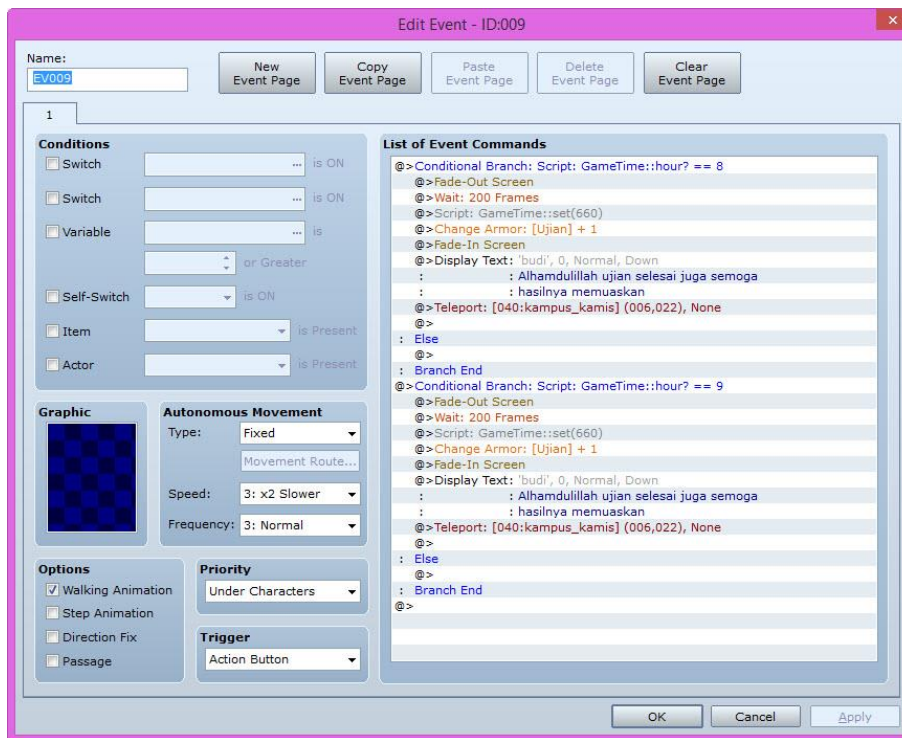 Edit Event - ID:009
Name:
EV009
New Event Page
Copy Event Page
Paste Event Page
Delete Event Page
Clear Event Page
1
Conditions
Switch ... is ON
Switch ... is ON
Variable ... is
or Greater
Self-Switch is ON
Item is Present
Actor is Present
Graphic
Autonomous Movement
Type: Fixed
Movement Route...
Speed: 3: x2 Slower
Frequency: 3: Normal
Options
Walking Animation
Step Animation
Direction Fix
Passage
Priority
Under Characters
Trigger
Action Button
List of Event Commands
@>Conditional Branch: Script: GameTime::hour? == 8
@>Fade-Out Screen
@>Wait: 200 Frames
@>Script: GameTime::set(660)
@>Change Armor: [Ujian] + 1
@>Fade-In Screen
@>Display Text: 'budi', 0, Normal, Down
: : Alhamdulillah ujian selesai juga semoga
: : hasilnya memuaskan
@>Teleport: [040:kampus_kamis] (006,022), None
@>
: Else
@>
: Branch End
@>Conditional Branch: Script: GameTime::hour? == 9
@>Fade-Out Screen
@>Wait: 200 Frames
@>Script: GameTime::set(660)
@>Change Armor: [Ujian] + 1
@>Fade-In Screen
@>Display Text: 'budi', 0, Normal, Down
: : Alhamdulillah ujian selesai juga semoga
: : hasilnya memuaskan
@>Teleport: [040:kampus_kamis] (006,022), None
@>
: Else
@>
: Branch End
@>
OK
Cancel
Apply